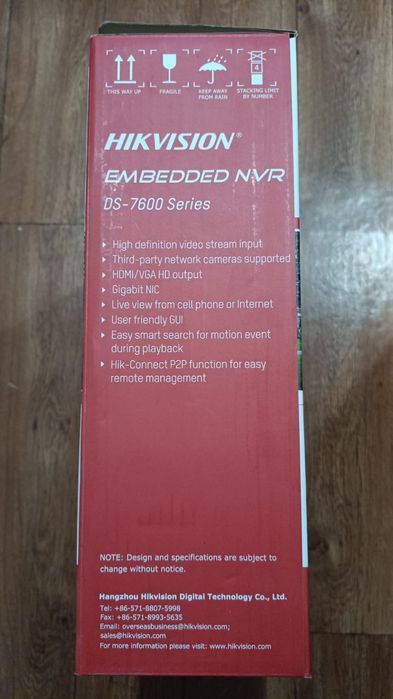 THIS WAY UP
FRAGILE
KEEP AWAY
FROM RAIN
4
STACKING LIMIT
BY NUMBER
HIKVISION®
EMBEDDED NVR
DS-7600 Series
High definition video stream input
Third-party network cameras supported
HDMI/VGA HD output
Gigabit NIC
Live view from cell phone or Internet
User friendly GUI
Easy smart search for motion event
during playback
Hik-Connect P2P function for easy
remote management
NOTE: Design and specifications are subject to
change without notice.
Hangzhou Hikvision Digital Technology Co., Ltd.
Tel: +86-571-8807-5998
Fax: +86-571-8993-5635
Email: overseasbusiness@hikvision.com;
sales@hikvision.com
For more information please visit: www.hikvision.com